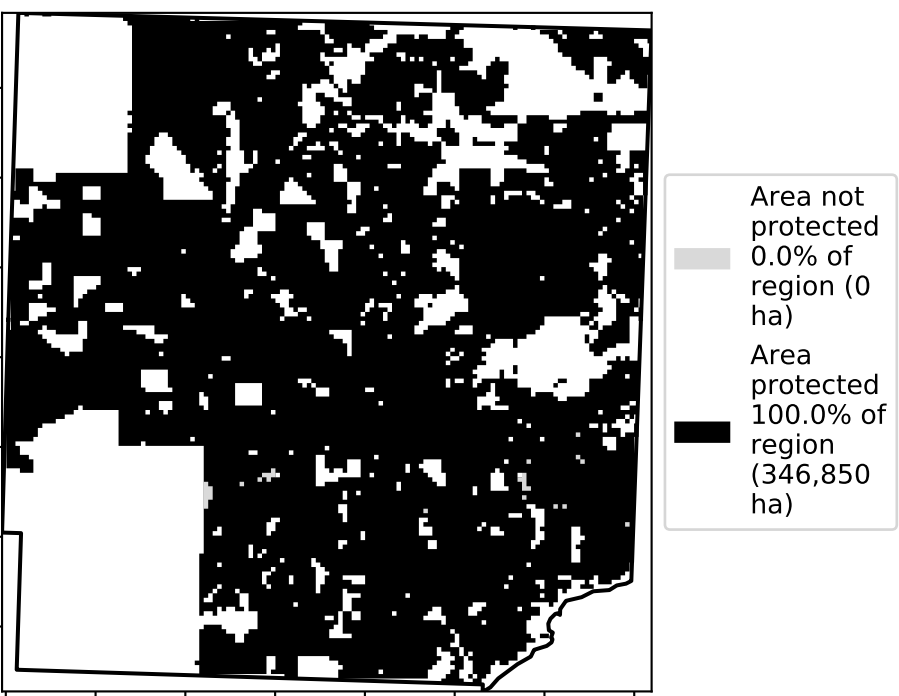 Area not
protected
0.0% of
region (0
ha)
Area
protected
100.0% of
region
(346,850
ha)